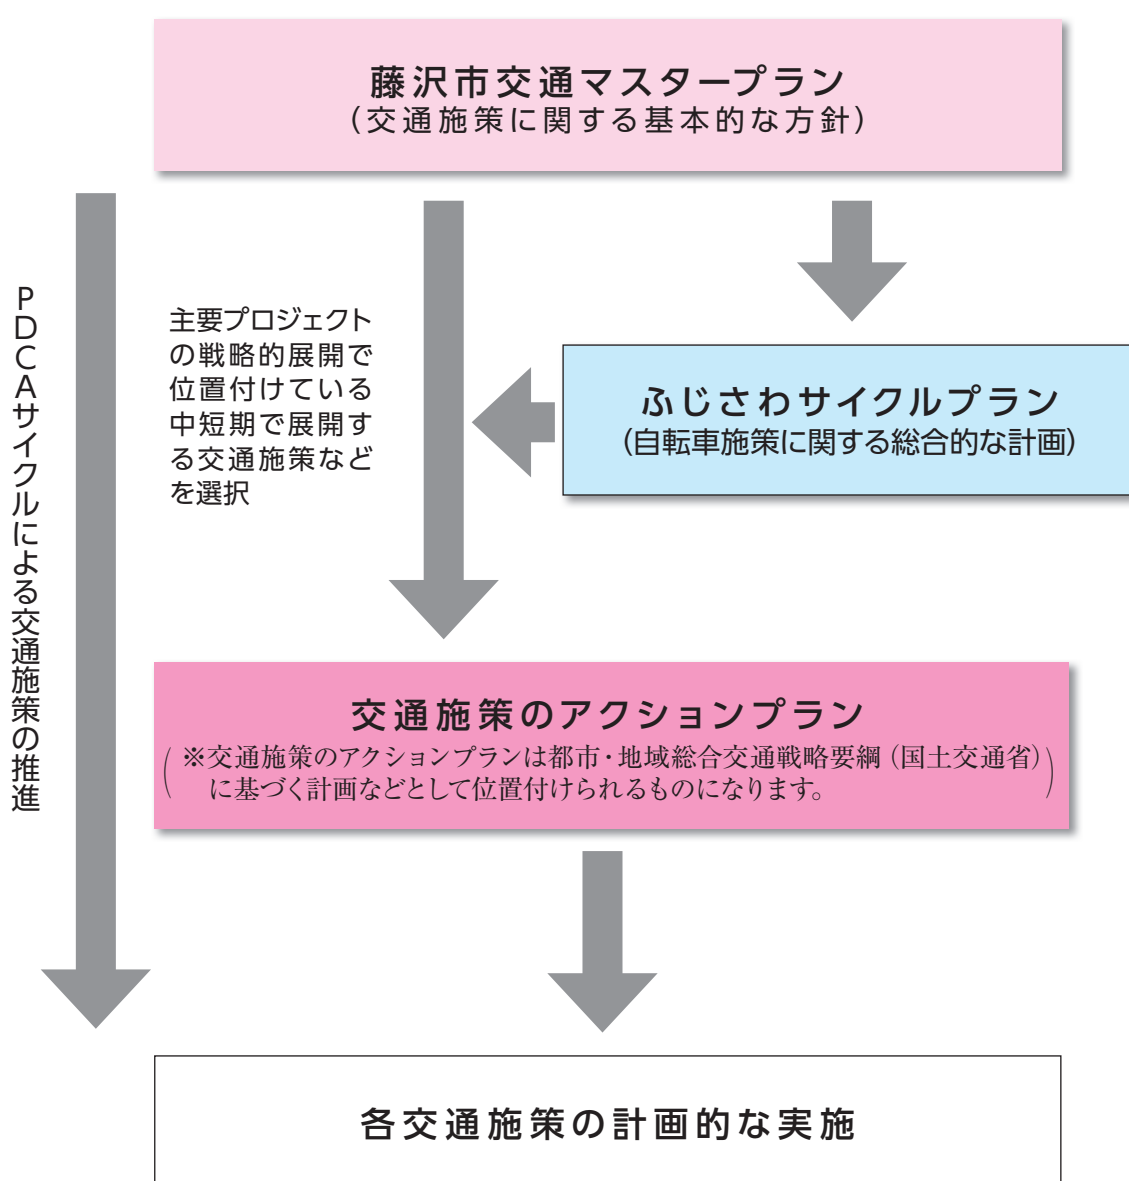 藤沢市交通マスタープラン
(交通施策に関する基本的な方針)
PDCAサイクルによる交通施策の推進
主要プロジェクト
の戦略的展開で
位置付けている
中短期で展開す
る交通施策など
を選択
ふじさわサイクルプラン
(自転車施策に関する総合的な計画)
交通施策のアクションプラン
(※交通施策のアクションプランは都市・地域総合交通戦略要綱(国土交通省)
に基づく計画などとして位置付けられるものになります。)
各交通施策の計画的な実施